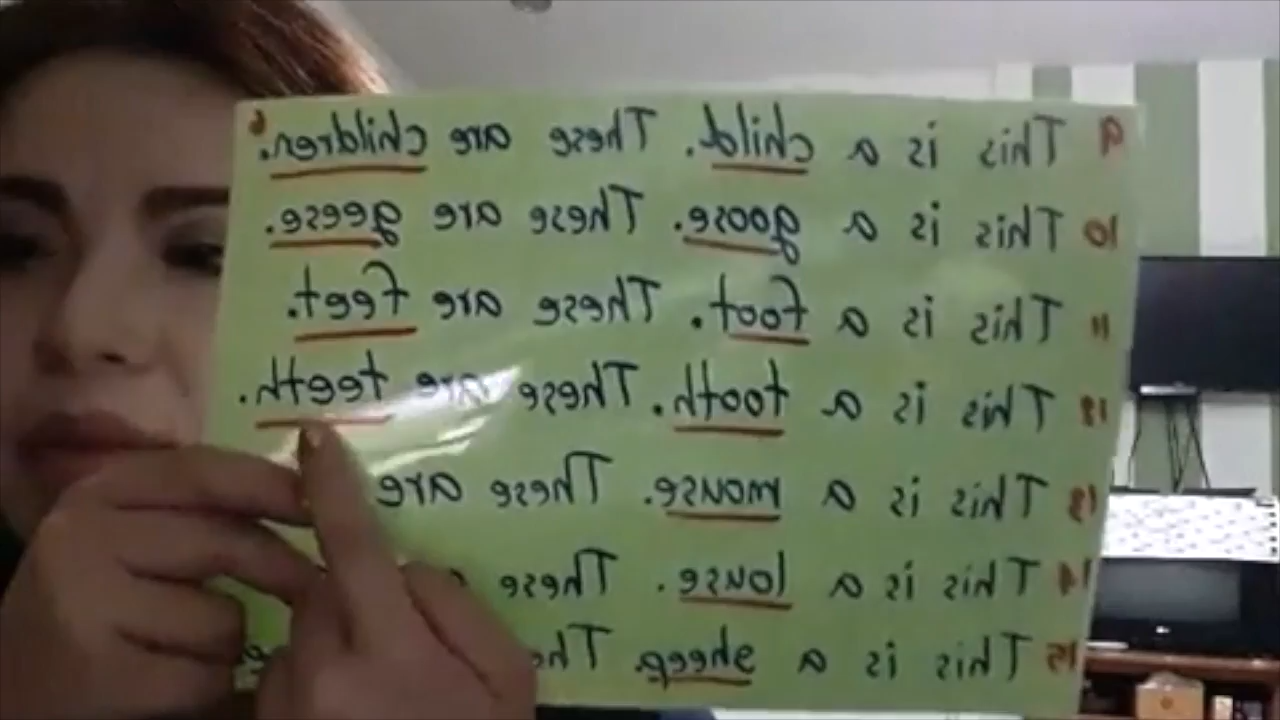 9 This is a child. These are children.
10 This is a goose. These are geese.
11 This is a foot. These are feet.
12 This is a tooth. These are teeth.
13 This is a mouse. These are
14 This is a louse. These
15 This is a sheep. The